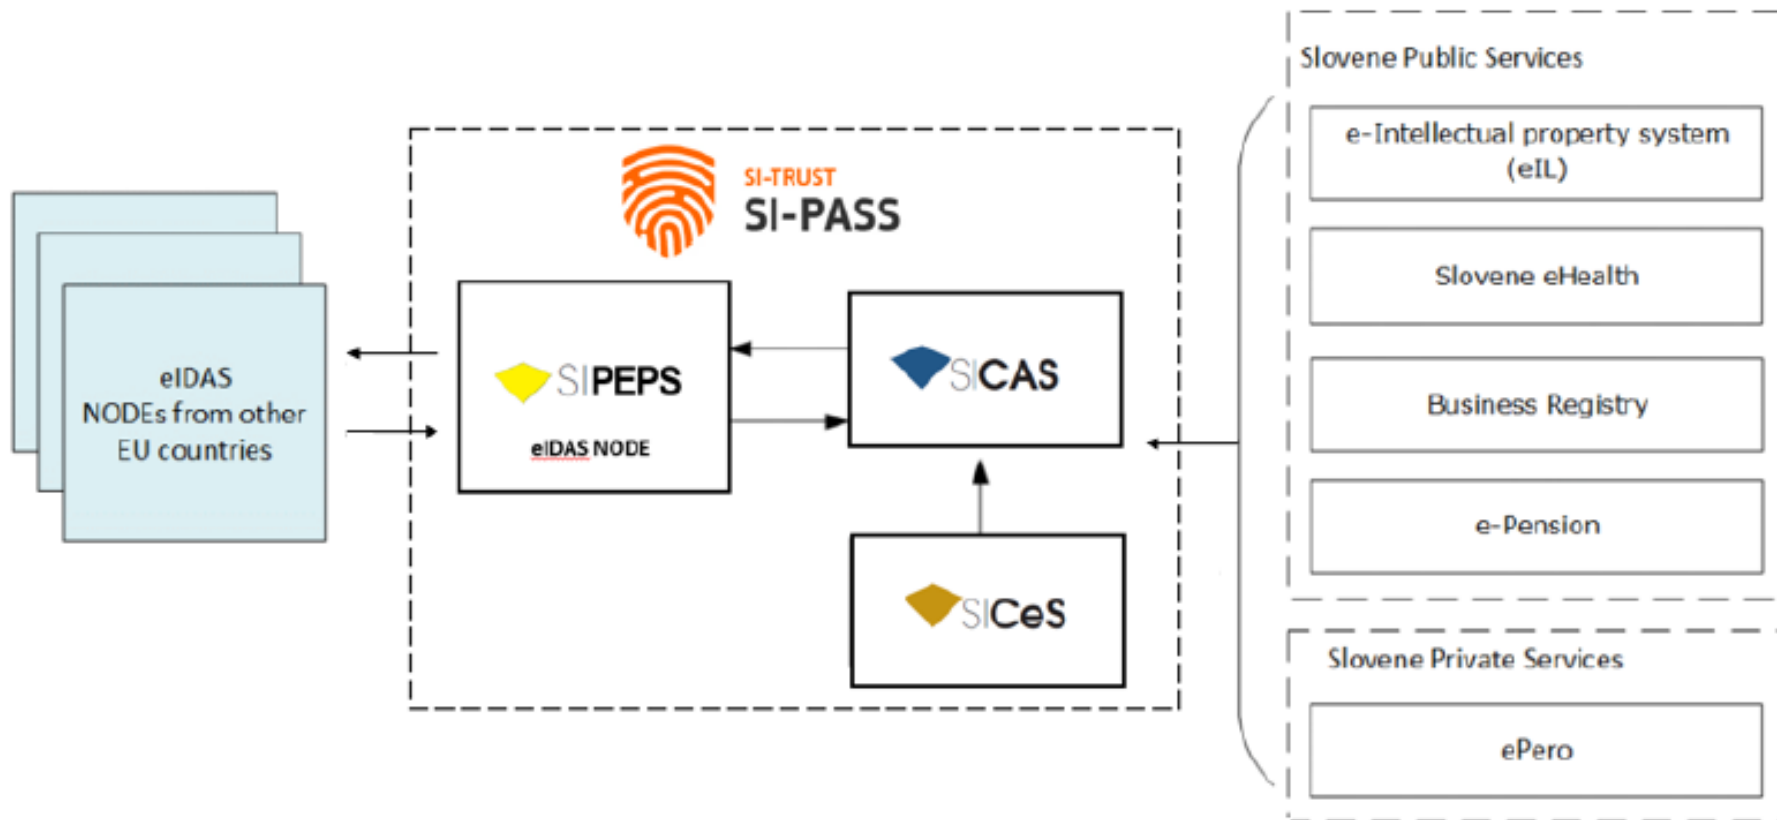 eIDAS
NODEs from other
EU countries
SI-TRUST
SI-PASS
SIPEPS
eIDAS NODE
SICAS
SICeS
Slovene Public Services
e-Intellectual property system
(eIL)
Slovene eHealth
Business Registry
e-Pension
Slovene Private Services
ePero